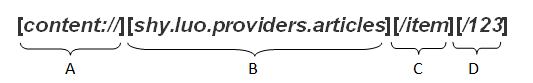 [content://][shy.luo.providers.articles][/item][/123]
A B C D